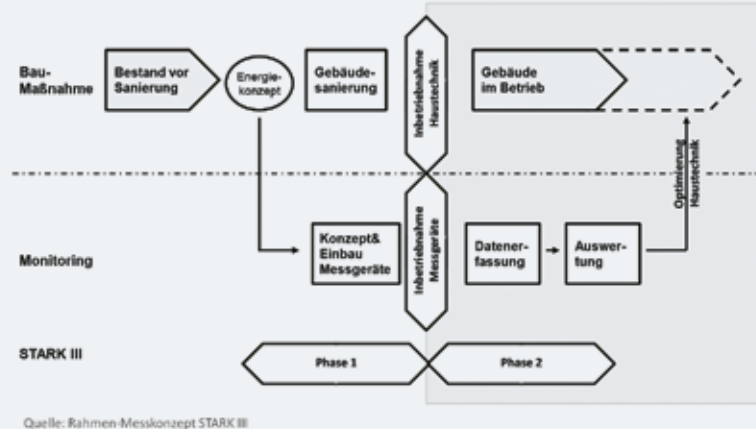 Bau-
Maßnahme
Bestand vor
Sanierung
Energie-
konzept
Gebäude-
sanierung
Inbetriebnahme
Haustechnik
Gebäude
im Betrieb
Optimierung
Haustechnik
Monitoring
Konzept&
Einbau
Messgeräte
Inbetriebnahme
Messgeräte
Datener-
fassung
Auswer-
tung
STARK III
Phase 1
Phase 2
Quelle: Rahmen-Messkonzept STARK III